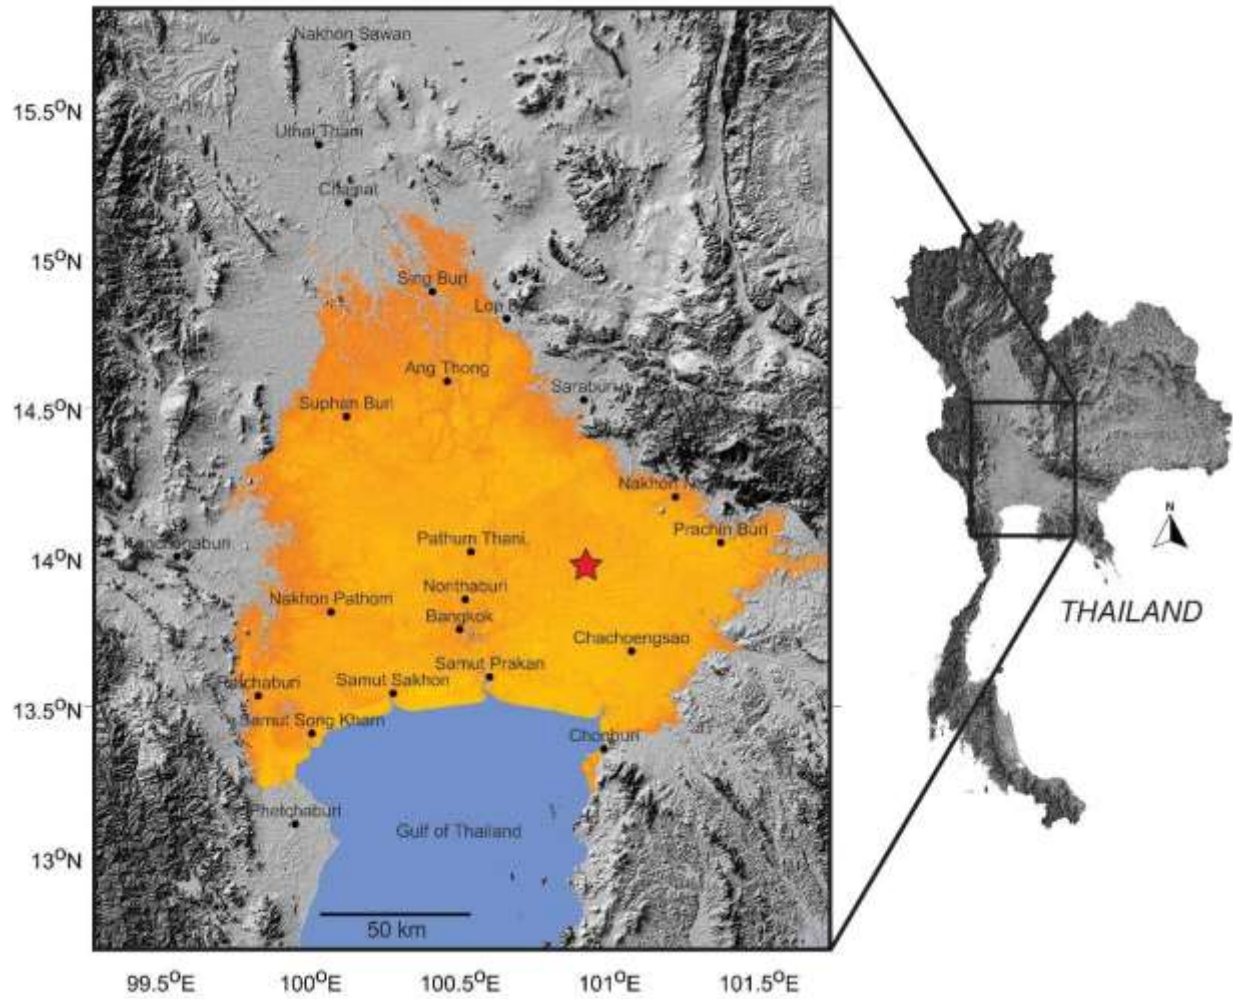 Nakhon Sawan
15.5°N
Uthai Thani
Chainat
15°N
Sing Buri
Lop
Ang Thong
Saraburi
Suphan Buri
14.5°N
Nakhon
N
Prachin Buri
Pathum Thani
Kanchanaburi
14°N
Nonthaburi
Nakhon Pathom
Bangkok
THAILAND
Chachoengsao
Samut Prakan
Samut Sakhon
Ratchaburi
13.5°N
Samut Song Kham
Chonburi
Phetchaburi
Gulf of Thailand
13°N
50 km
99.5°E 100°E 100.5°E 101°E 101.5°E